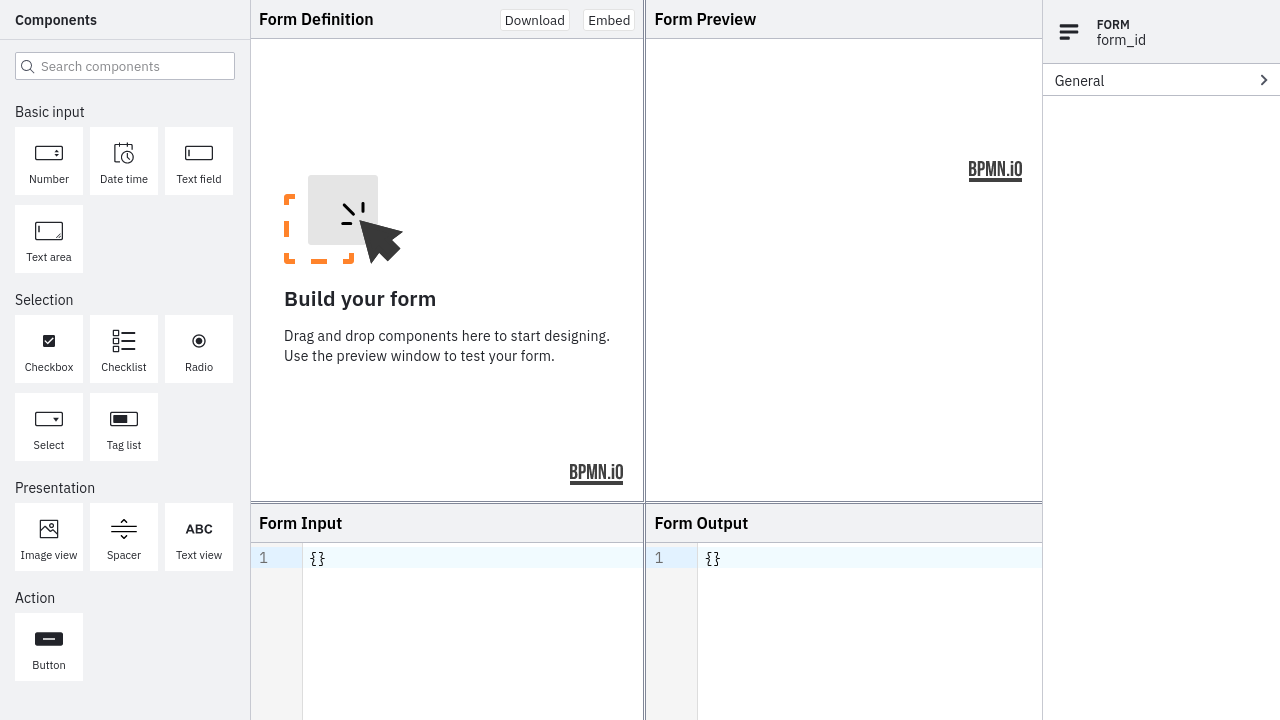 Components
Search components
Basic input
Number
Date time
Text field
Text area
Selection
Checkbox
Checklist
Radio
Select
Tag list
Presentation
Image view
Spacer
ABC
Text view
Action
Button
Form Definition
Download
Embed
Build your form
Drag and drop components here to start designing.
Use the preview window to test your form.
BPMN.iO
Form Preview
BPMN.iO
Form Input
1
{}
Form Output
1
{}
FORM
form_id
General